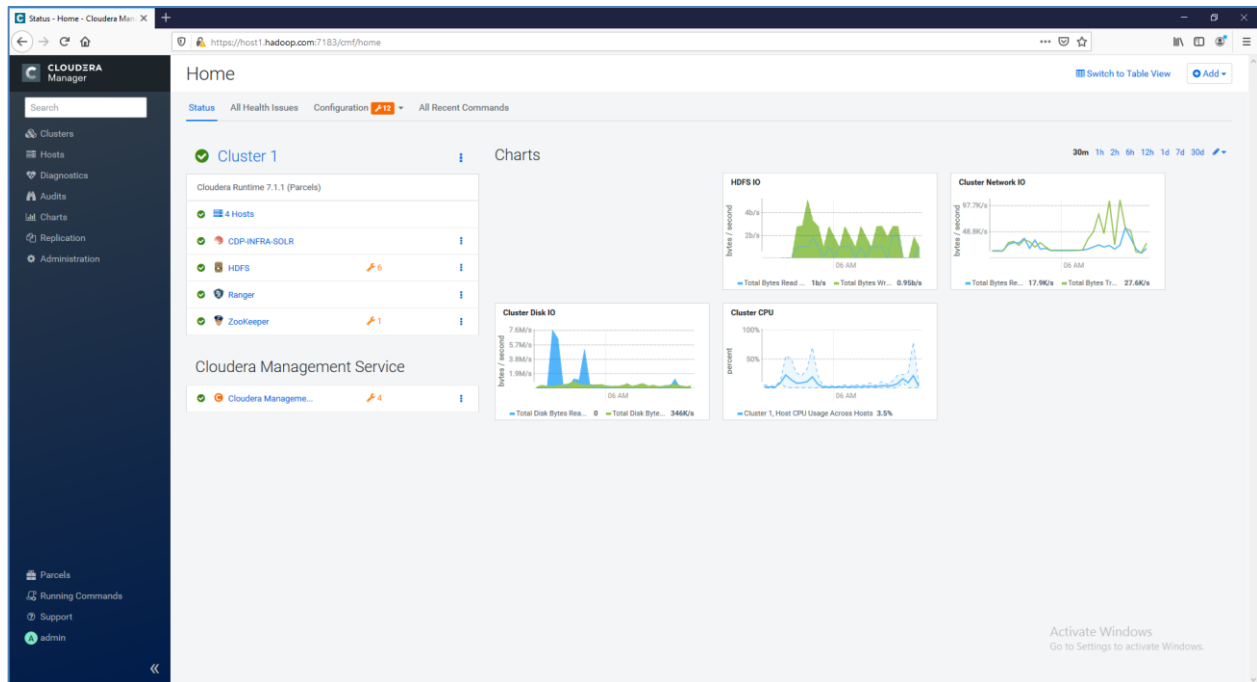 Status - Home - Cloudera Man
https://host1.hadoop.com:7183/cmf/home
CLOUDERA
Manager
Search
Clusters
Hosts
Diagnostics
Audits
Charts
Replication
Administration
Parcels
Running Commands
Support
A admin
Home
Switch to Table View
Add
Status All Health Issues Configuration 12 All Recent Commands
Cluster 1
Cloudera Runtime 7.1.1 (Parcels)
4 Hosts
CDP-INFRA-SOLR
HDFS 6
Ranger
ZooKeeper 1
Cloudera Management Service
Cloudera Manageme... 4
Charts
30m 1h 2h 6h 12h 1d 7d 30d
HDFS IO
bytes / second
4b/s
2b/s
06 AM
Total Bytes Read ... 1b/s Total Bytes Wr... 0.95b/s
Cluster Network IO
bytes / second
97.7K/s
48.8K/s
06 AM
Total Bytes Re... 17.9K/s Total Bytes Tr... 27.6K/s
Cluster Disk IO
bytes / second
7.6M/s
5.7M/s
3.8M/s
1.9M/s
06 AM
Total Disk Bytes Rea... 0 Total Disk Byte... 346K/s
Cluster CPU
percent
100%
50%
06 AM
Cluster 1, Host CPU Usage Across Hosts 3.5%
Activate Windows
Go to Settings to activate Windows.